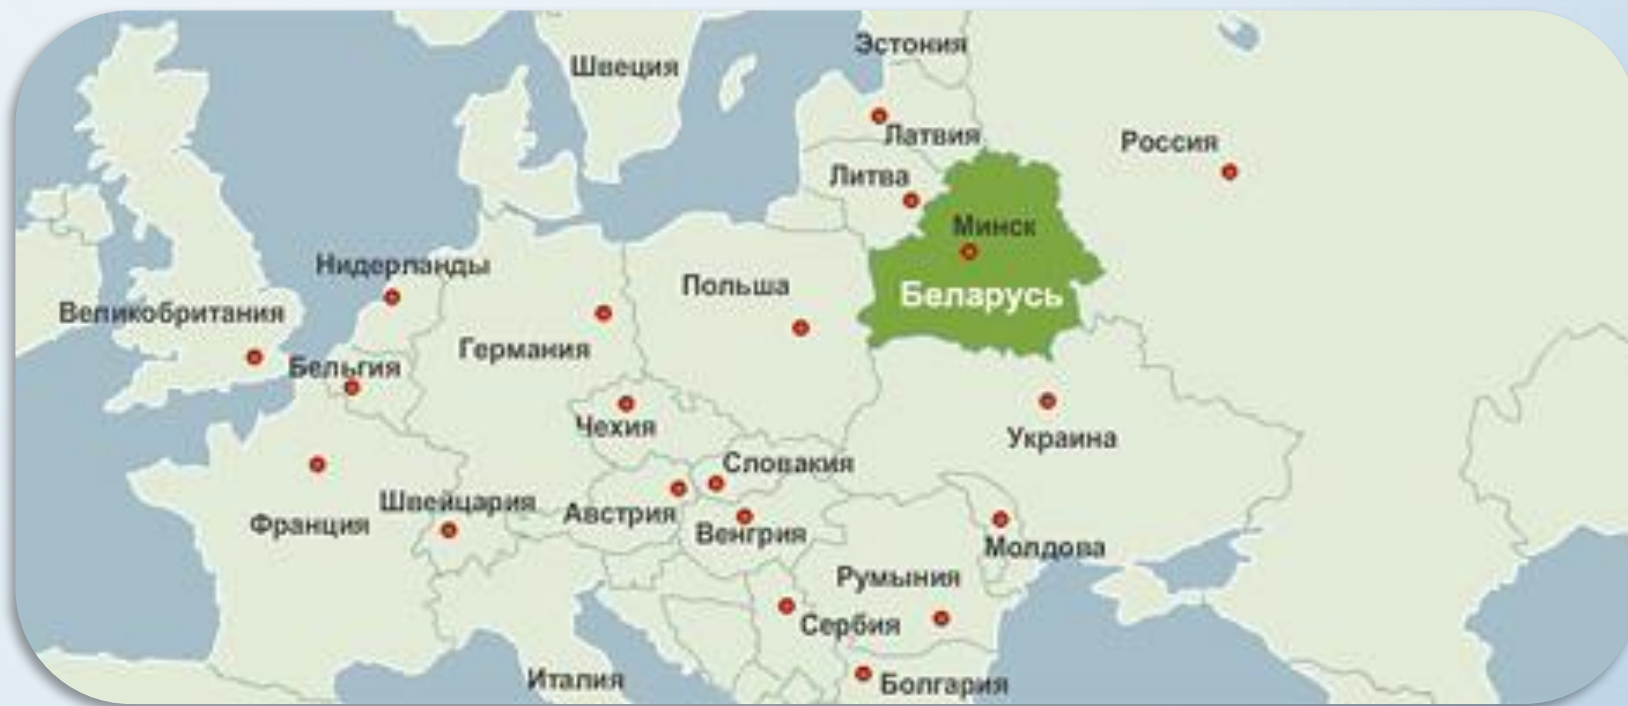 Эстония
Швеция
Латвия
Россия
Литва
Минск
Нидерланды
Польша
Беларусь
Великобритания
Германия
Бельгия
Чехия
Украина
Словакия
Швейцария
Австрия
Франция
Венгрия
Молдова
Румыния
Сербия
Италия
Болгария